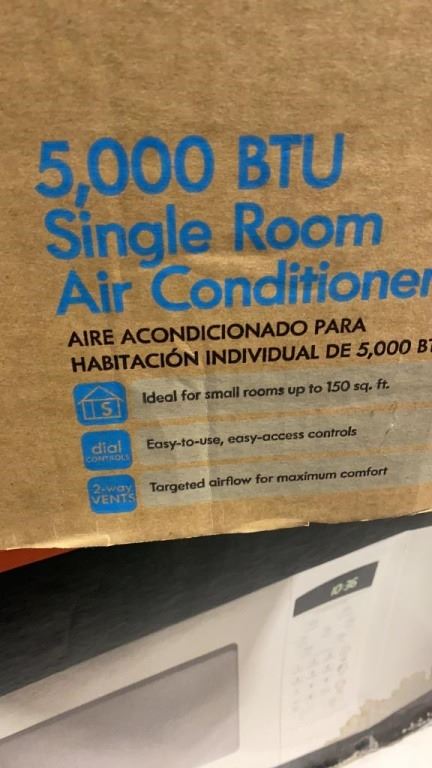 5,000 BTU
Single Room
Air Conditioner
AIRE ACONDICIONADO PARA
HABITACIÓN INDIVIDUAL DE 5,000 BT
S
Ideal for small rooms up to 150 sq. ft.
dial
CONTROLS
Easy-to-use, easy-access controls
2-way
VENTS
Targeted airflow for maximum comfort
10:36